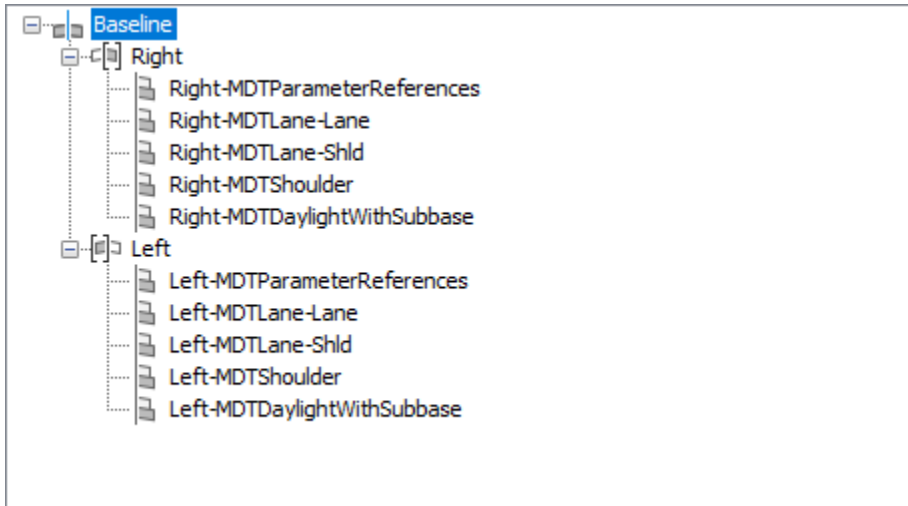 Baseline
Right
Right-MDTParameterReferences
Right-MDTLane-Lane
Right-MDTLane-Shld
Right-MDTShoulder
Right-MDTDaylightWithSubbase
Left
Left-MDTParameterReferences
Left-MDTLane-Lane
Left-MDTLane-Shld
Left-MDTShoulder
Left-MDTDaylightWithSubbase